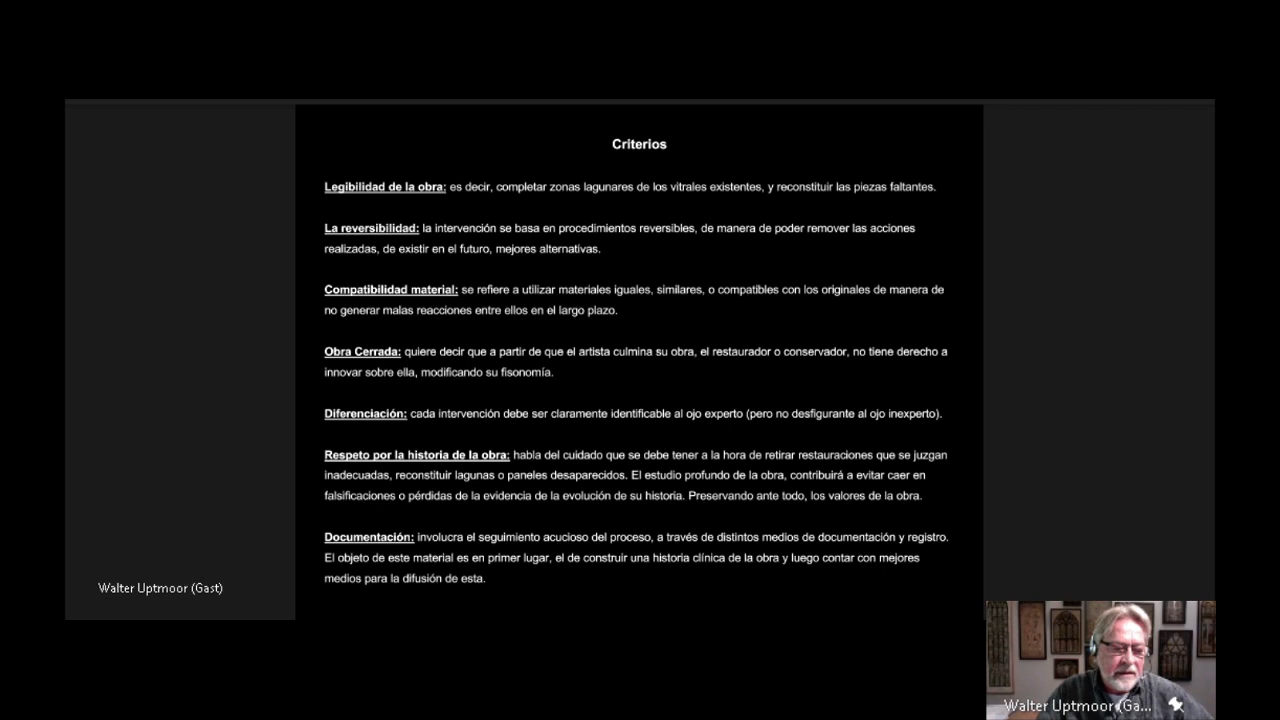 Criterios
Legibilidad de la obra: es decir, completar zonas lagunares de los vitrales existentes, y reconstituir las piezas faltantes.
La reversibilidad: la intervención se basa en procedimientos reversibles, de manera de poder remover las acciones
realizadas, de existir en el futuro, mejores alternativas.
Compatibilidad material: se refiere a utilizar materiales iguales, similares, o compatibles con los originales de manera de
no generar malas reacciones entre ellos en el largo plazo.
Obra Cerrada: quiere decir que a partir de que el artista culmina su obra, el restaurador o conservador, no tiene derecho a
innovar sobre ella, modificando su fisonomía.
Diferenciación: cada intervención debe ser claramente identificable al ojo experto (pero no desfigurante al ojo inexperto).
Respeto por la historia de la obra: habla del cuidado que se debe tener a la hora de retirar restauraciones que se juzgan
inadecuadas, reconstituir lagunas o paneles desaparecidos. El estudio profundo de la obra, contribuirá a evitar caer en
falsificaciones o pérdidas de la evidencia de la evolución de su historia. Preservando ante todo, los valores de la obra.
Documentación: involucra el seguimiento acucioso del proceso, a través de distintos medios de documentación y registro.
El objeto de este material es en primer lugar, el de construir una historia clínica de la obra y luego contar con mejores
medios para la difusión de esta.
Walter Uptmoor (Gast)
Walter Uptmoor (Ga...